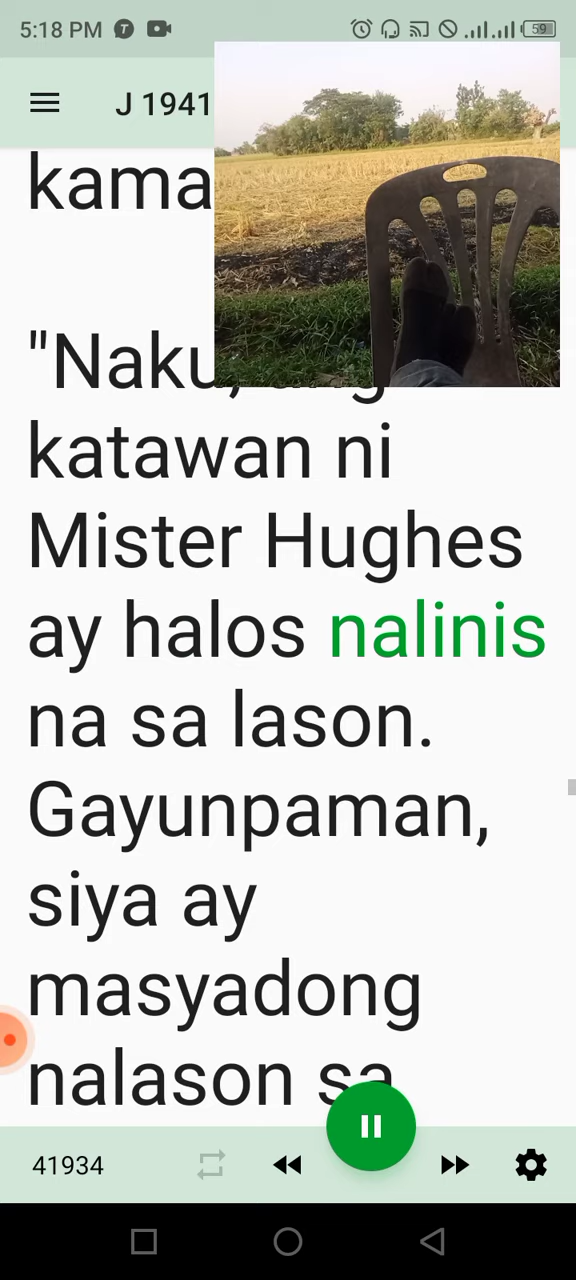 5:18 PM
59
J 1941
kama
"Naku,
katawan ni
Mister Hughes
ay halos nalinis
na sa lason.
Gayunpaman,
siya ay
masyadong
nalason sa
41934